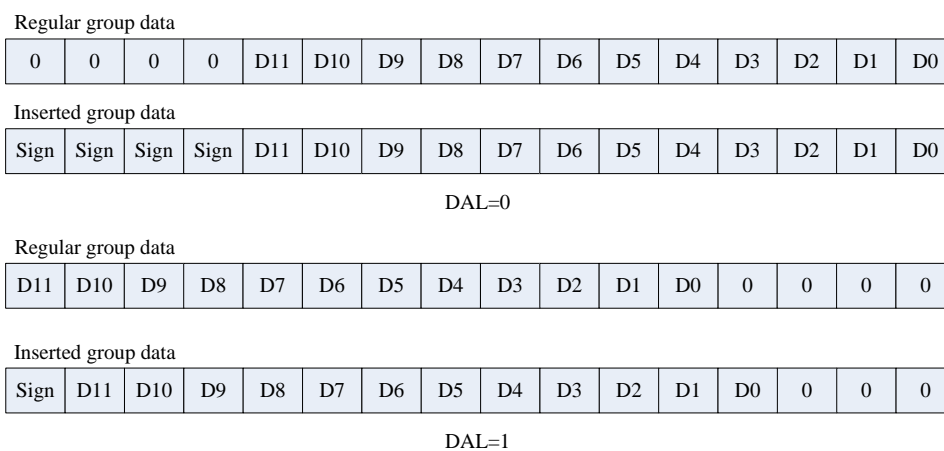 Regular group data
0 0 0 0 D11 D10 D9 D8 D7 D6 D5 D4 D3 D2 D1 D0
Inserted group data
Sign Sign Sign Sign D11 D10 D9 D8 D7 D6 D5 D4 D3 D2 D1 D0
DAL=0
Regular group data
D11 D10 D9 D8 D7 D6 D5 D4 D3 D2 D1 D0 0 0 0 0
Inserted group data
Sign D11 D10 D9 D8 D7 D6 D5 D4 D3 D2 D1 D0 0 0 0
DAL=1